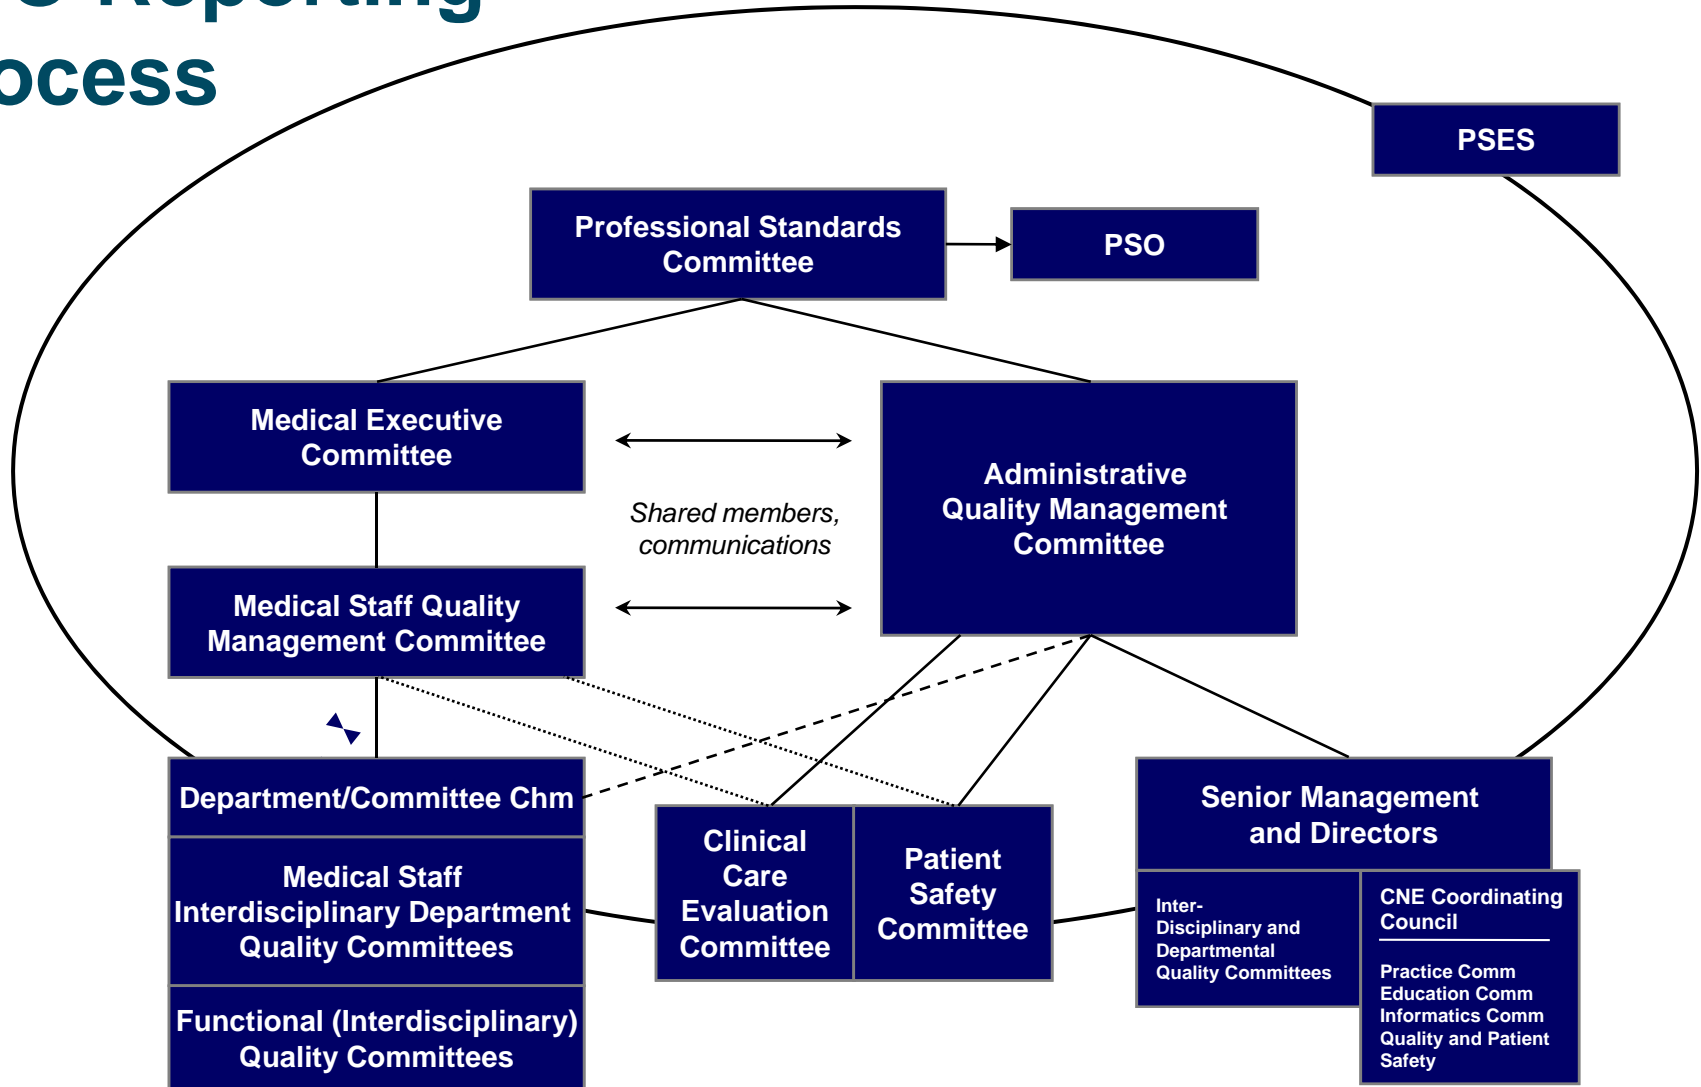 Reporting
ocess
PSES
Professional Standards
Committee
PSO
Medical Executive
Committee
Shared members,
communications
Administrative
Quality Management
Committee
Medical Staff Quality
Management Committee
Department/Committee Chm
Medical Staff
Interdisciplinary Department
Quality Committees
Functional (Interdisciplinary)
Quality Committees
Clinical
Care
Evaluation
Committee
Patient
Safety
Committee
Senior Management
and Directors
Inter-
Disciplinary and
Departmental
Quality Committees
CNE Coordinating
Council
Practice Comm
Education Comm
Informatics Comm
Quality and Patient
Safety